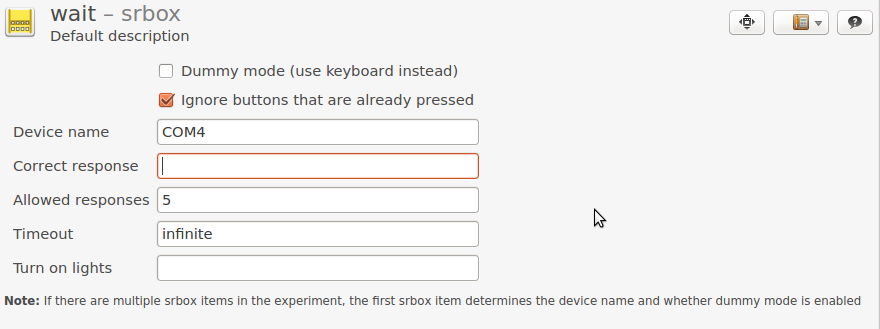 wait – srbox
Default description
Dummy mode (use keyboard instead)
Ignore buttons that are already pressed
Device name COM4
Correct response
Allowed responses 5
Timeout infinite
Turn on lights
Note: If there are multiple srbox items in the experiment, the first srbox item determines the device name and whether dummy mode is enabled